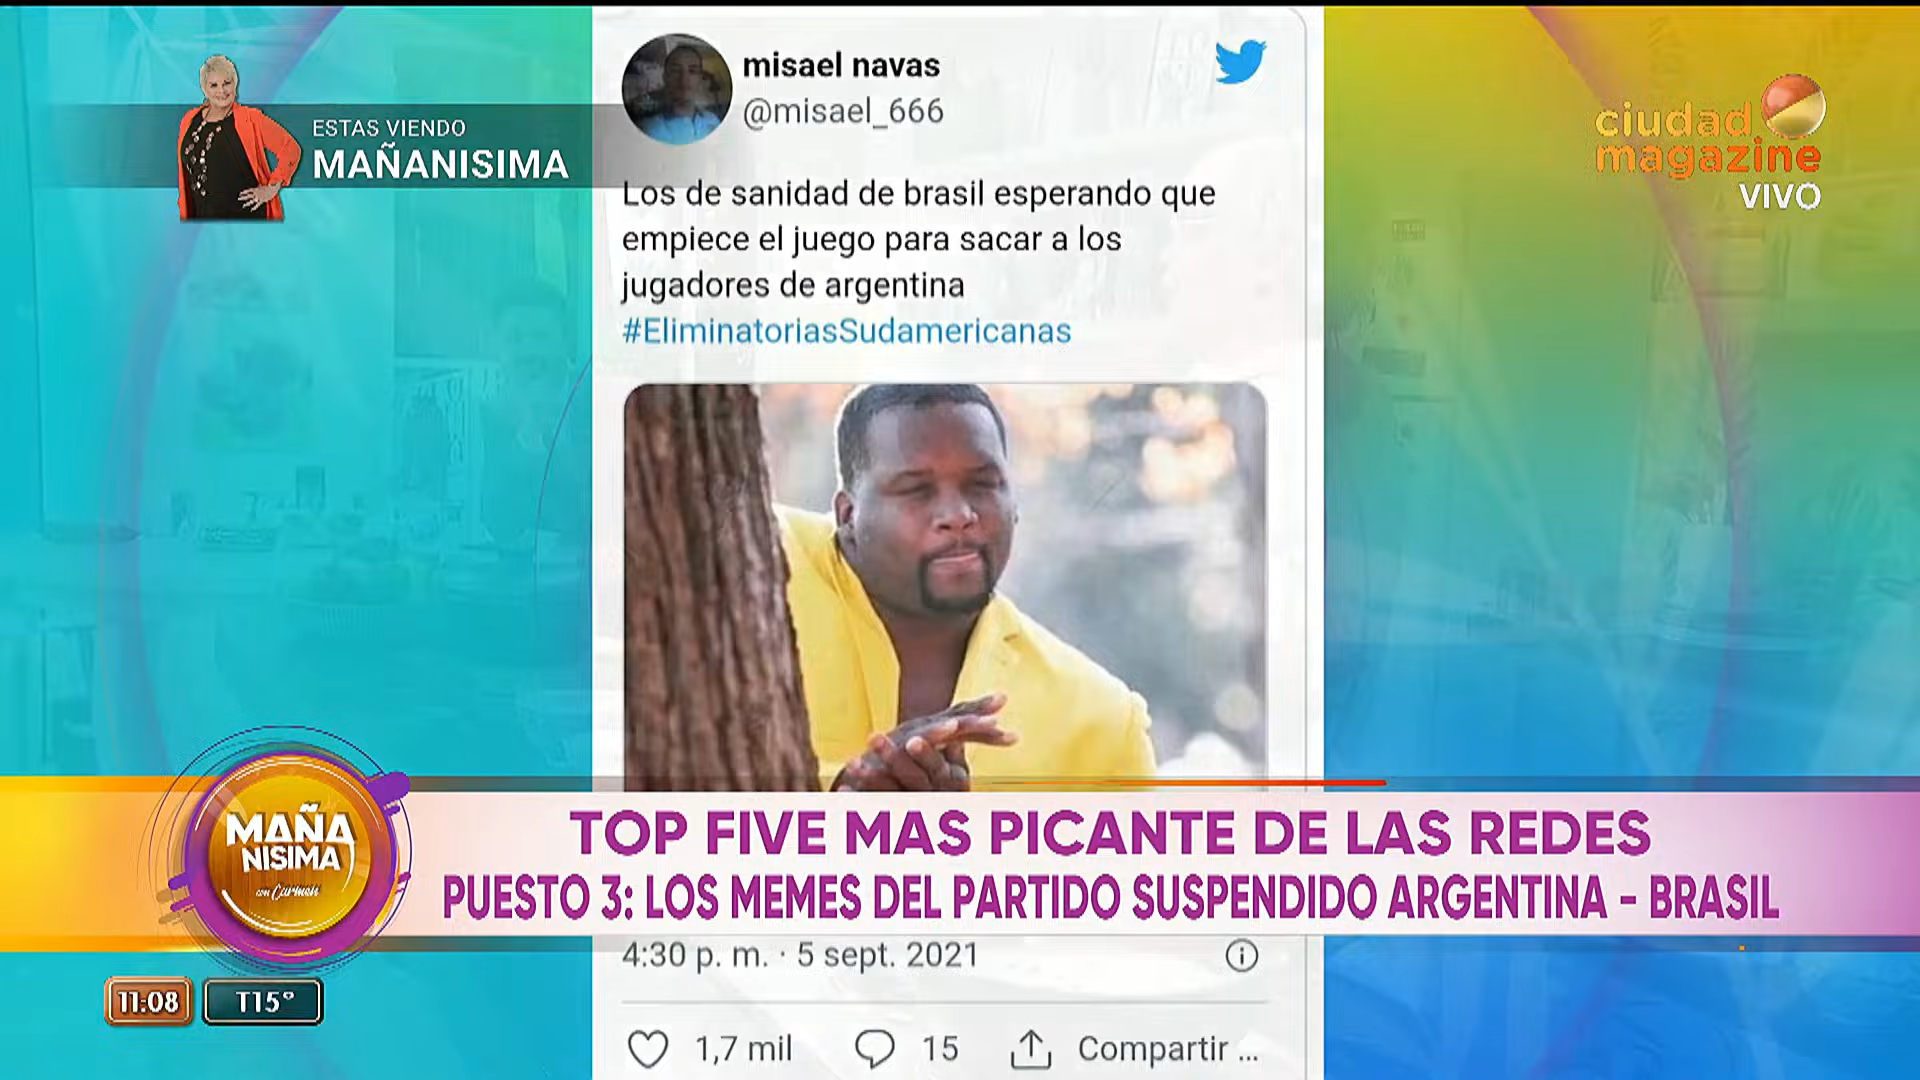 misael navas
@misael_666
ESTAS VIENDO
MAÑANISIMA
ciudad
magazine
VIVO
Los de sanidad de brasil esperando que
empiece el juego para sacar a los
jugadores de argentina
#EliminatoriasSudamericanas
MAÑA
NISIMA
con Carmen
TOP FIVE MAS PICANTE DE LAS REDES
PUESTO 3: LOS MEMES DEL PARTIDO SUSPENDIDO ARGENTINA - BRASIL
4:30 p. m. · 5 sept. 2021
11:08
T15°
1,7 mil
15
Compartir ...